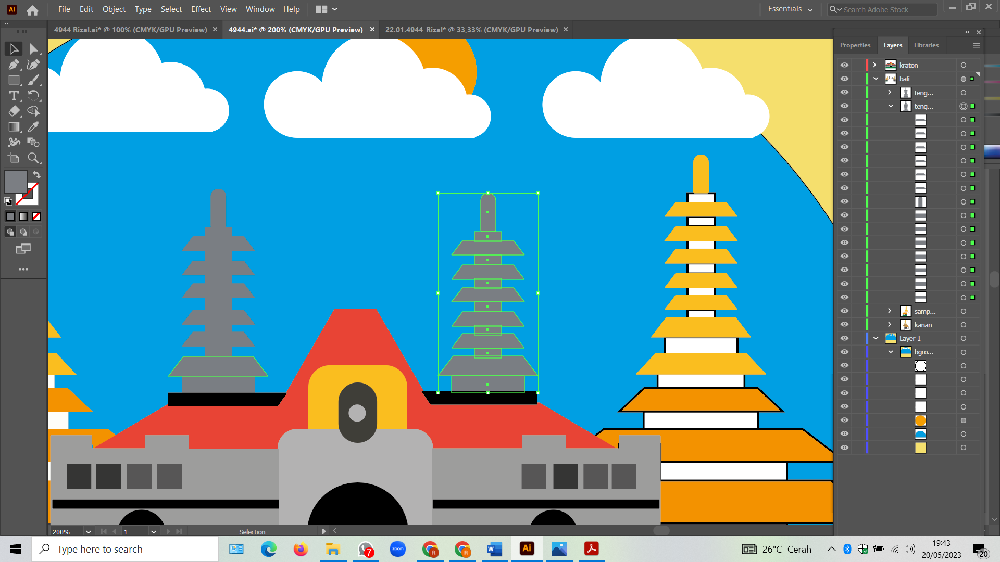 Ai File Edit Object Type Select Effect View Window Help Essentials Search Adobe Stock
4944 Rizal.ai* @ 100% (CMYK/GPU Preview) × 4944.ai* @ 200% (CMYK/GPU Preview) × 22.01.4944_Rizal* @ 33,33% (CMYK/GPU Preview) ×
Properties Layers Libraries
kraton
bali
teng...
teng...
samp...
kanan
Layer 1
bgro...
200% 1 Selection
Type here to search
7
zoom
R
R
W
Ai
26°C Cerah
19:43
20/05/2023
20